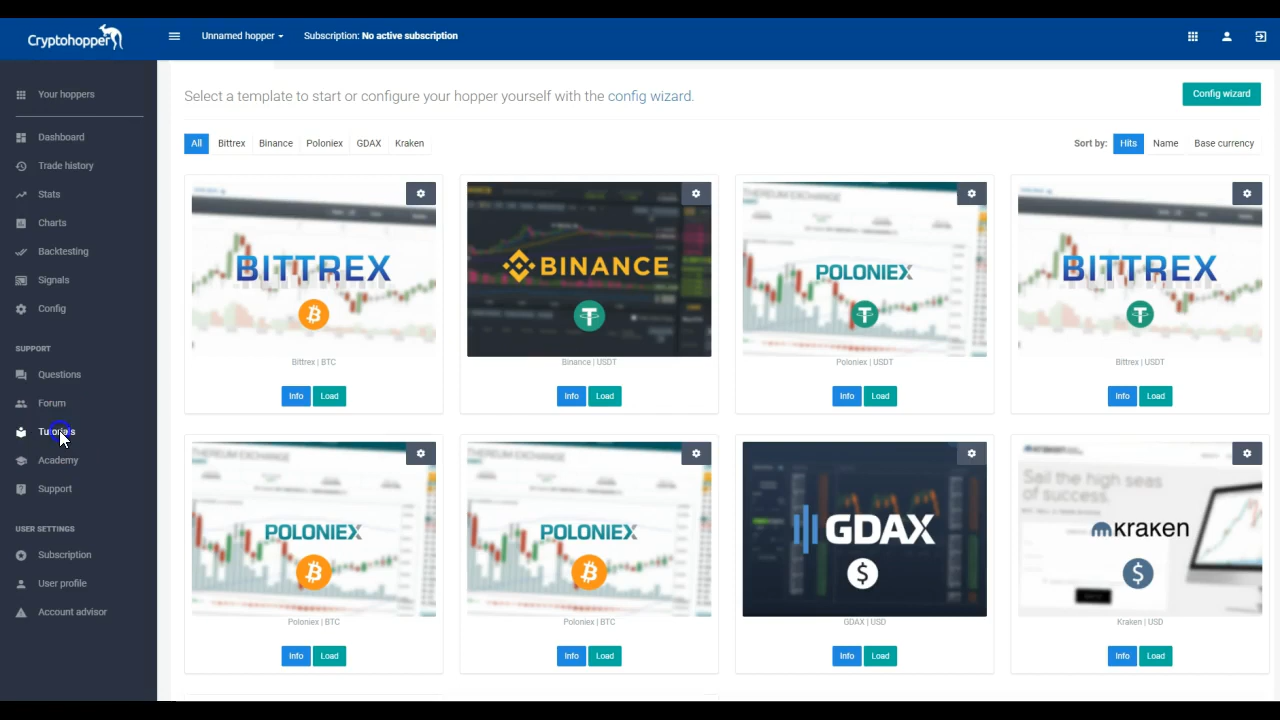 Cryptohopper
Unnamed hopper
Subscription: No active subscription
Your hoppers
Dashboard
Trade history
Stats
Charts
Backtesting
Signals
Config
SUPPORT
Questions
Forum
Tutorials
Academy
Support
USER SETTINGS
Subscription
User profile
Account advisor
Select a template to start or configure your hopper yourself with the config wizard.
Config wizard
All Bittrex Binance Poloniex GDAX Kraken
Sort by: Hits Name Base currency
BITTREX
Bittrex | BTC
Info Load
BINANCE
Binance | USDT
Info Load
POLONIEX
Poloniex | USDT
Info Load
BITTREX
Bittrex | USDT
Info Load
POLONIEX
Poloniex | BTC
Info Load
POLONIEX
Poloniex | BTC
Info Load
GDAX
GDAX | USD
Info Load
Sail the high seas
of success.
kraken
Kraken | USD
Info Load